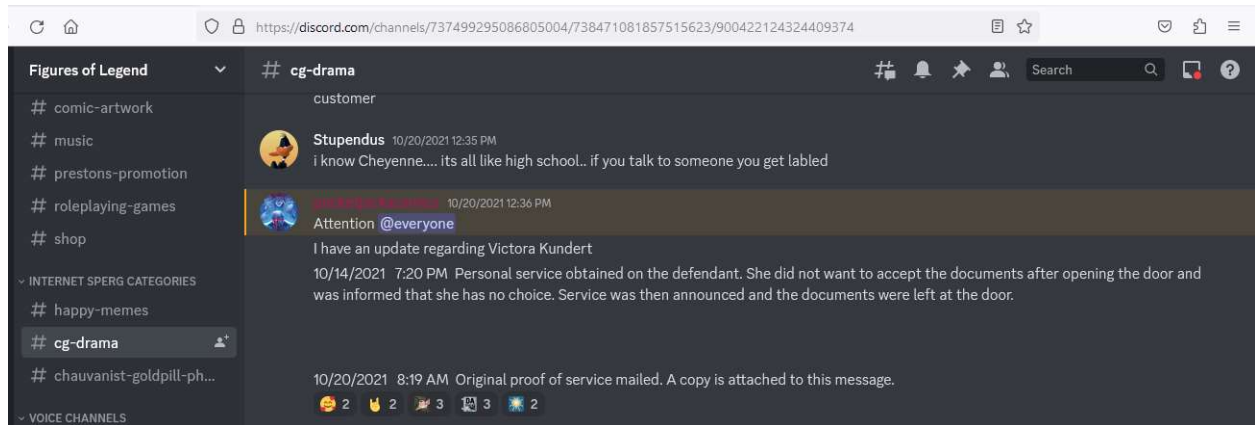 https://discord.com/channels/737499295086805004/738471081857515623/900422124324409374
Figures of Legend
# cg-drama
Search
# comic-artwork
# music
# prestons-promotion
# roleplaying-games
# shop
INTERNET SPERG CATEGORIES
# happy-memes
# cg-drama
# chauvanist-goldpill-ph...
VOICE CHANNELS
customer
Stupendus 10/20/2021 12:35 PM
i know Cheyenne.... its all like high school.. if you talk to someone you get labled
10/20/2021 12:36 PM
Attention @everyone
I have an update regarding Victora Kundert
10/14/2021 7:20 PM Personal service obtained on the defendant. She did not want to accept the documents after opening the door and
was informed that she has no choice. Service was then announced and the documents were left at the door.
10/20/2021 8:19 AM Original proof of service mailed. A copy is attached to this message.
2 2 3 3 2